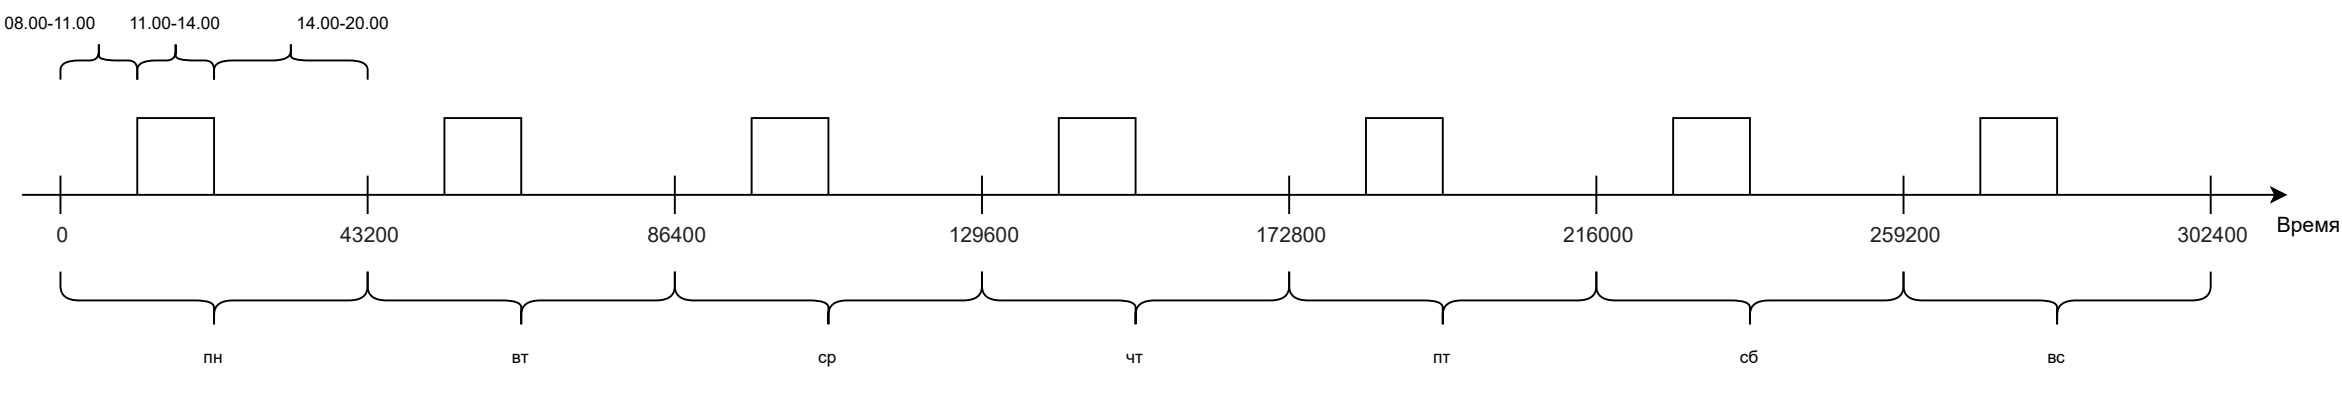 08.00-11.00 11.00-14.00 14.00-20.00
0 43200 86400 129600 172800 216000 259200 302400 Время
пн вт ср чт пт сб вс